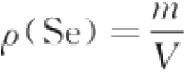 ρ(Se) = m/V